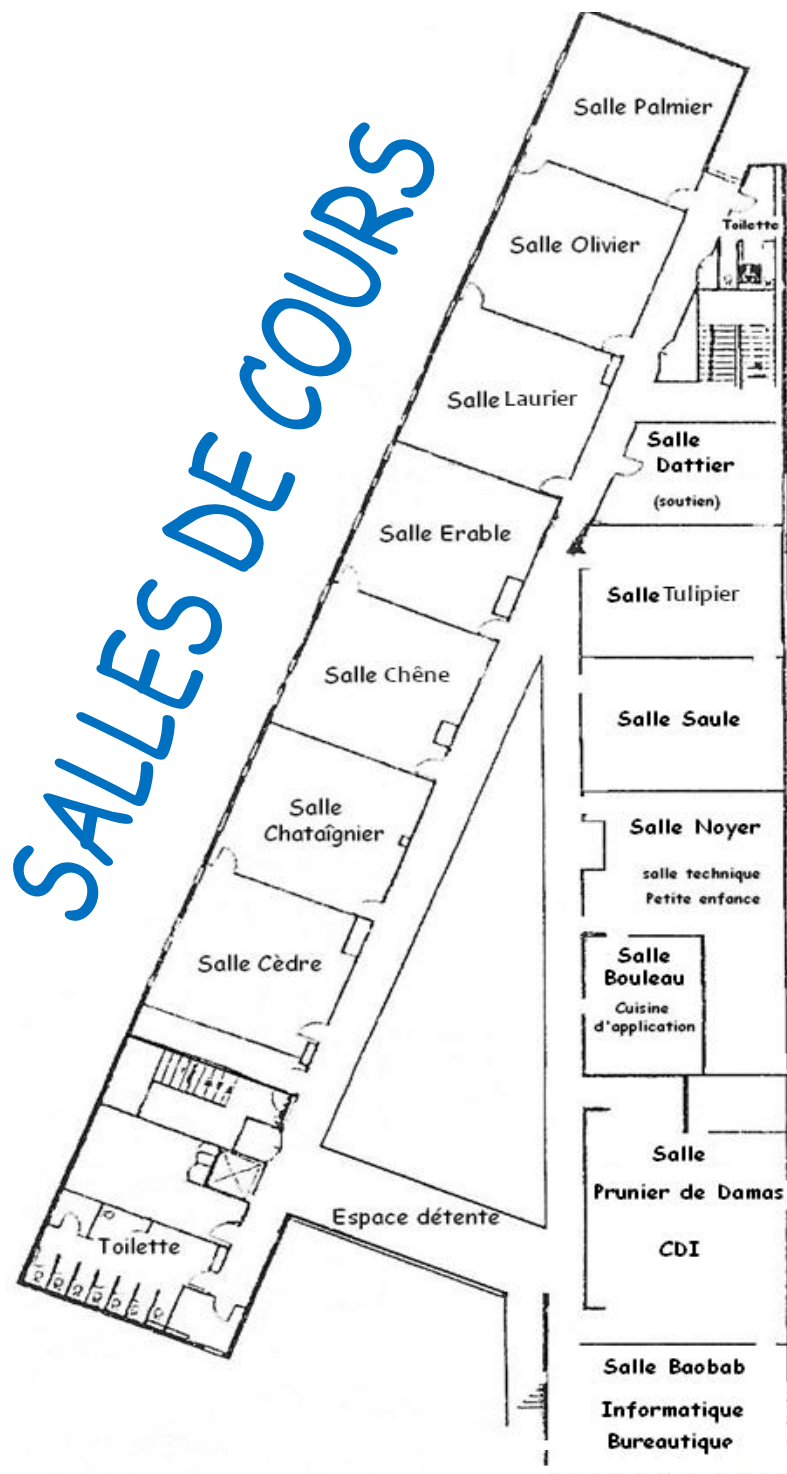 SALLES DE COURS
Salle Palmier
Toilette
Salle Olivier
Salle Laurier
Salle
Dattier
(soutien)
Salle Erable
Salle Tulipier
Salle Chêne
Salle Saule
Salle
Chataîgnier
Salle Noyer
salle technique
Petite enfance
Salle Cèdre
Salle
Bouleau
Cuisine
d'application
Salle
Prunier de Damas
CDI
Espace détente
Toilette
Salle Baobab
Informatique
Bureautique